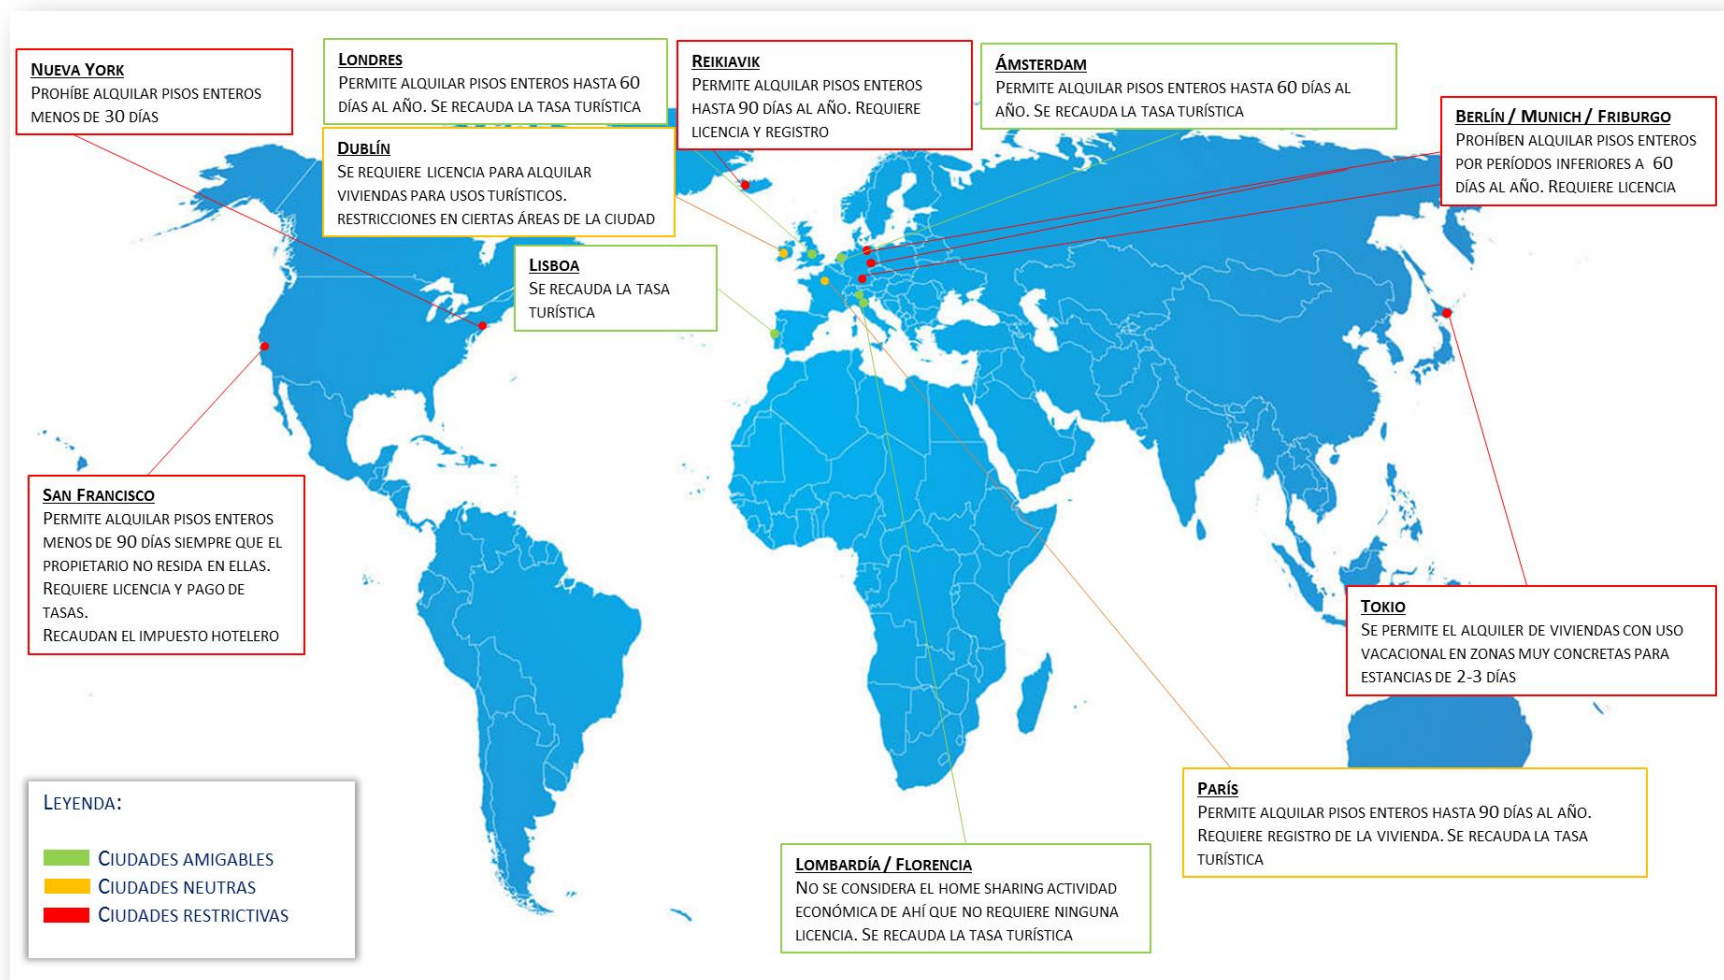 NUEVA YORK
PROHÍBE ALQUILAR PISOS ENTEROS
MENOS DE 30 DÍAS
LONDRES
PERMITE ALQUILAR PISOS ENTEROS HASTA 60
DÍAS AL AÑO. SE RECAUDA LA TASA TURÍSTICA
REIKIAVIK
PERMITE ALQUILAR PISOS ENTEROS
HASTA 90 DÍAS AL AÑO. REQUIERE
LICENCIA Y REGISTRO
ÁMSTERDAM
PERMITE ALQUILAR PISOS ENTEROS HASTA 60 DÍAS AL
AÑO. SE RECAUDA LA TASA TURÍSTICA
BERLÍN / MUNICH / FRIBURGO
PROHÍBEN ALQUILAR PISOS ENTEROS
POR PERÍODOS INFERIORES A 60
DÍAS AL AÑO. REQUIERE LICENCIA
DUBLÍN
SE REQUIERE LICENCIA PARA ALQUILAR
VIVIENDAS PARA USOS TURÍSTICOS.
RESTRICCIONES EN CIERTAS ÁREAS DE LA CIUDAD
LISBOA
SE RECAUDA LA TASA
TURÍSTICA
SAN FRANCISCO
PERMITE ALQUILAR PISOS ENTEROS
MENOS DE 90 DÍAS SIEMPRE QUE EL
PROPIETARIO NO RESIDA EN ELLAS.
REQUIERE LICENCIA Y PAGO DE
TASAS.
RECAUDAN EL IMPUESTO HOTELERO
TOKIO
SE PERMITE EL ALQUILER DE VIVIENDAS CON USO
VACACIONAL EN ZONAS MUY CONCRETAS PARA
ESTANCIAS DE 2-3 DÍAS
PARÍS
PERMITE ALQUILAR PISOS ENTEROS HASTA 90 DÍAS AL AÑO.
REQUIERE REGISTRO DE LA VIVIENDA. SE RECAUDA LA TASA
TURÍSTICA
LOMBARDÍA / FLORENCIA
NO SE CONSIDERA EL HOME SHARING ACTIVIDAD
ECONÓMICA DE AHÍ QUE NO REQUIERE NINGUNA
LICENCIA. SE RECAUDA LA TASA TURÍSTICA
LEYENDA:
CIUDADES AMIGABLES
CIUDADES NEUTRAS
CIUDADES RESTRICTIVAS